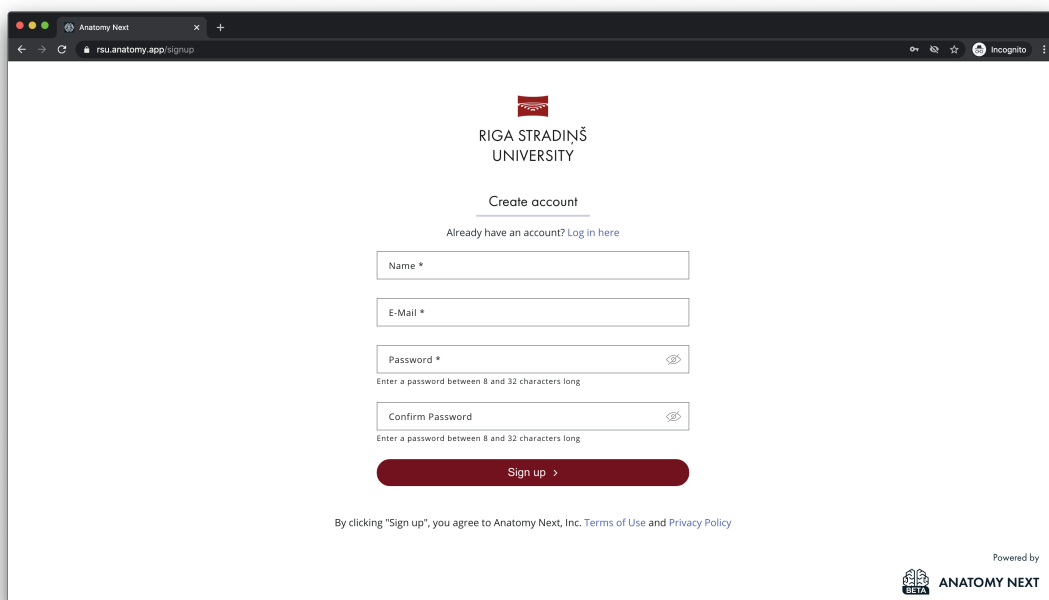 Anatomy Next
rsu.anatomy.app/signup
Incognito
RIGA STRADIŅŠ
UNIVERSITY
Create account
Already have an account? Log in here
Name *
E-Mail *
Password *
Enter a password between 8 and 32 characters long
Confirm Password
Enter a password between 8 and 32 characters long
Sign up
By clicking "Sign up", you agree to Anatomy Next, Inc. Terms of Use and Privacy Policy
Powered by
BETA
ANATOMY NEXT